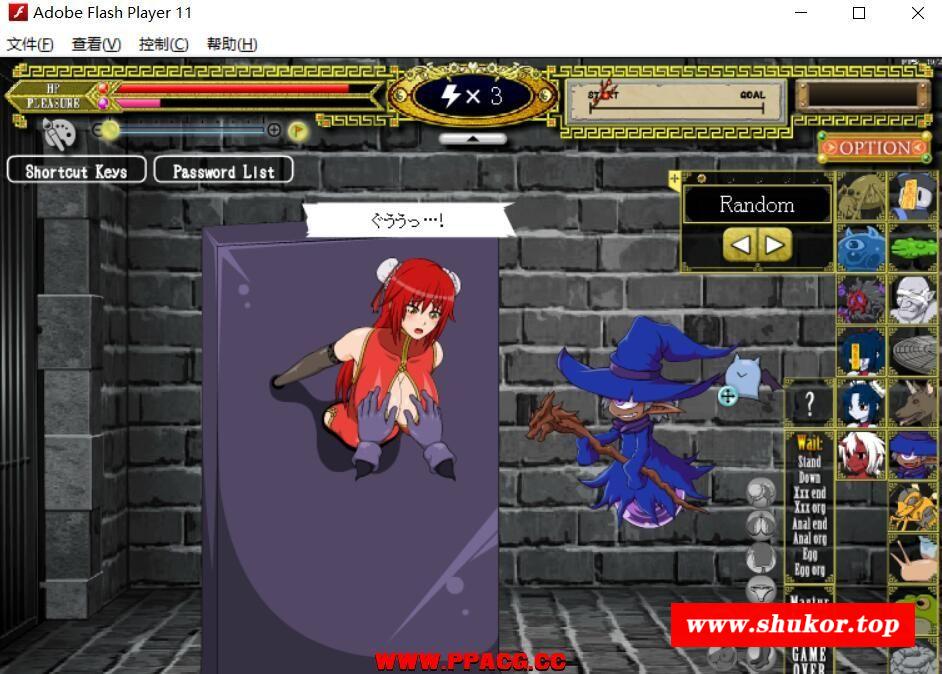 Adobe Flash Player 11
文件(F) 查看(V) 控制(C) 帮助(H)
HP
PLEASURE
× 3
START
GOAL
OPTION
Shortcut Keys
Password List
Random
ぐううっ…!
?
Wait:
Stand
Down
Xxx end
Xxx org
Anal end
Anal org
Egg
Egg org
www.shukor.top
WWW.PPACG.CC
GAME
OVER